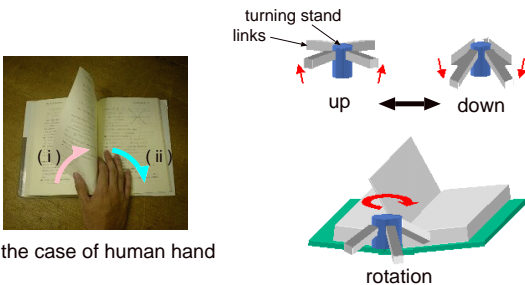 turning stand
links
up
down
( i )
( ii )
the case of human hand
rotation